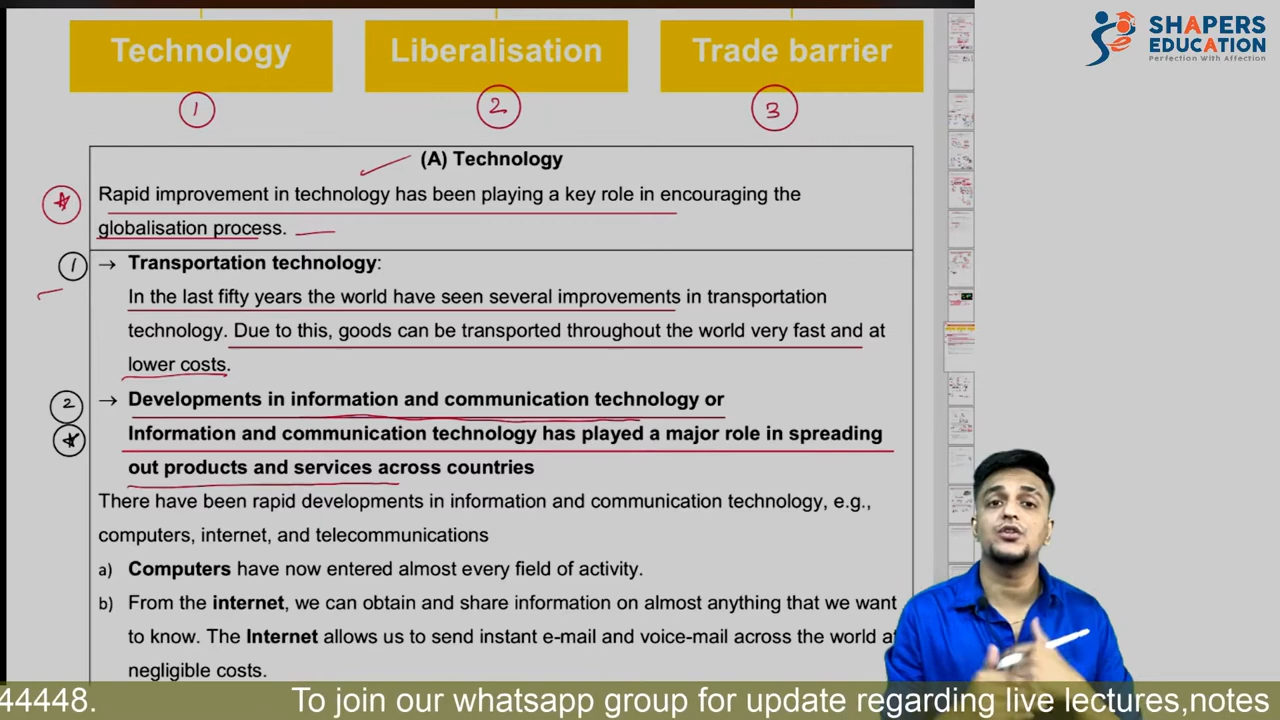 SHAPERS
EDUCATION
Perfection With Affection
Technology
Liberalisation
Trade barrier
1
2
3
(A) Technology
Rapid improvement in technology has been playing a key role in encouraging the
globalisation process.
1
→ Transportation technology:
In the last fifty years the world have seen several improvements in transportation
technology. Due to this, goods can be transported throughout the world very fast and at
lower costs.
2
→ Developments in information and communication technology or
Information and communication technology has played a major role in spreading
out products and services across countries
There have been rapid developments in information and communication technology, e.g.,
computers, internet, and telecommunications
a) Computers have now entered almost every field of activity.
b) From the internet, we can obtain and share information on almost anything that we want
to know. The Internet allows us to send instant e-mail and voice-mail across the world
negligible costs.
44448. To join our whatsapp group for update regarding live lectures,notes